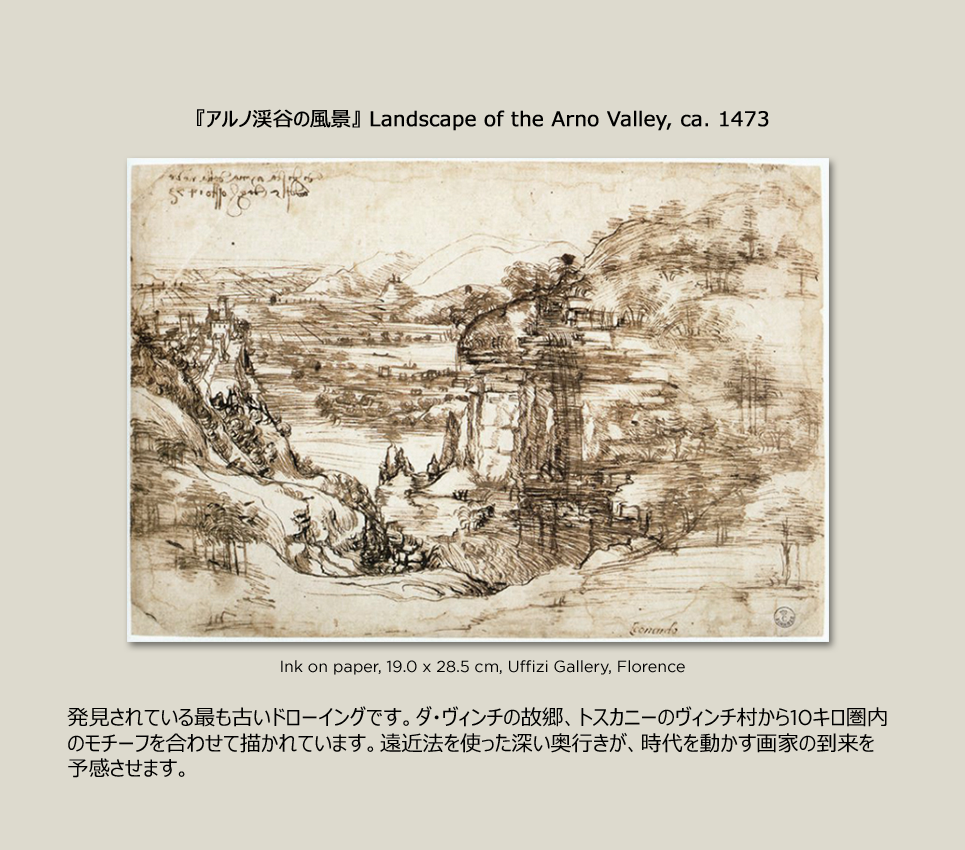 『アルノ渓谷の風景』 Landscape of the Arno Valley, ca. 1473
Ink on paper, 19.0 x 28.5 cm, Uffizi Gallery, Florence
発見されている最も古いドローイングです。ダ・ヴィンチの故郷、トスカニーのヴィンチ村から10キロ圏内
のモチーフを合わせて描かれています。遠近法を使った深い奥行きが、時代を動かす画家の到来を
予感させます。